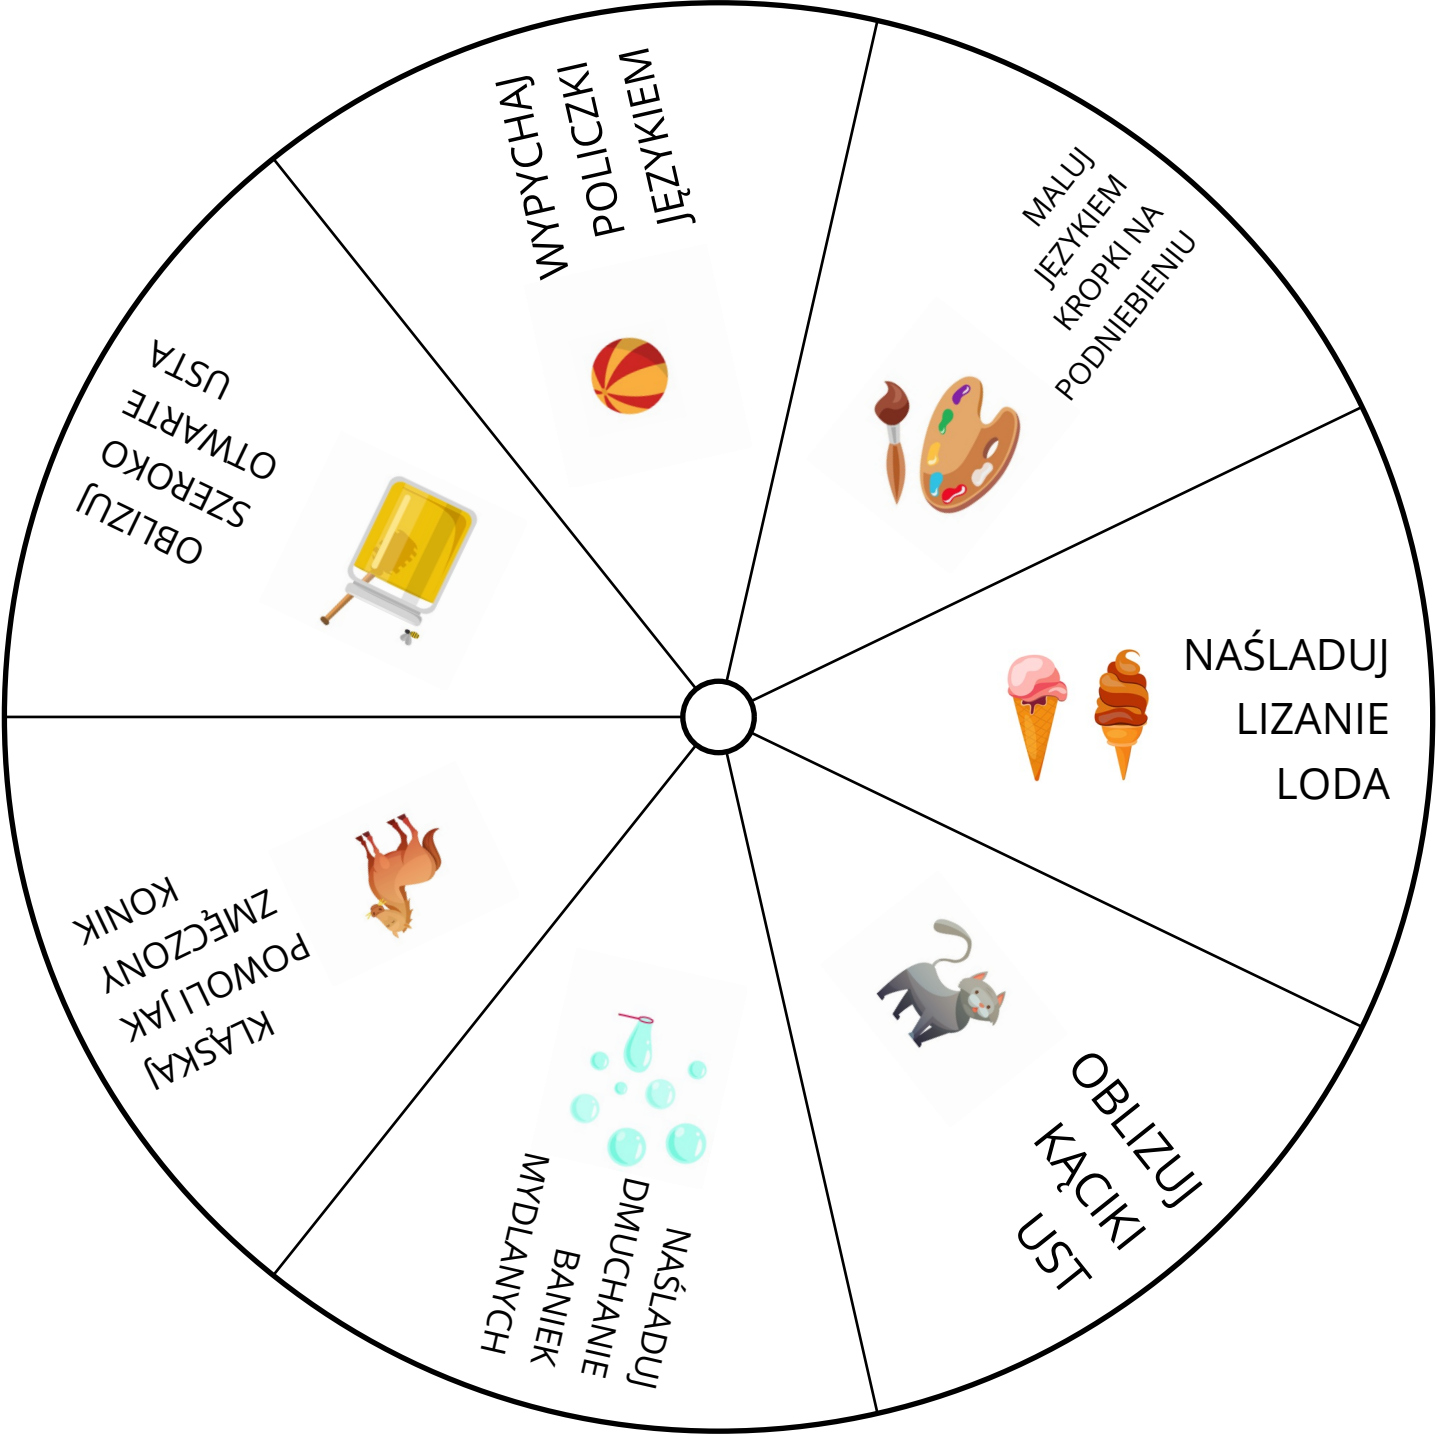 WYPYCHAJ
POLICZKI
JĘZYKIEM
MALUJ
JĘZYKIEM
KROPKI NA
PODNIEBIENIU
NAŚLADUJ
LIZANIE
LODA
OBLIZUJ
KĄCIKI
UST
NAŚLADUJ
DMUCHANIE
BANIEK
MYDLANYCH
KLĄSKAJ
POWOLI JAK
ZMĘCZONY
KONIK
OBLIZUJ
SZEROKO
OTWARTE
USTA